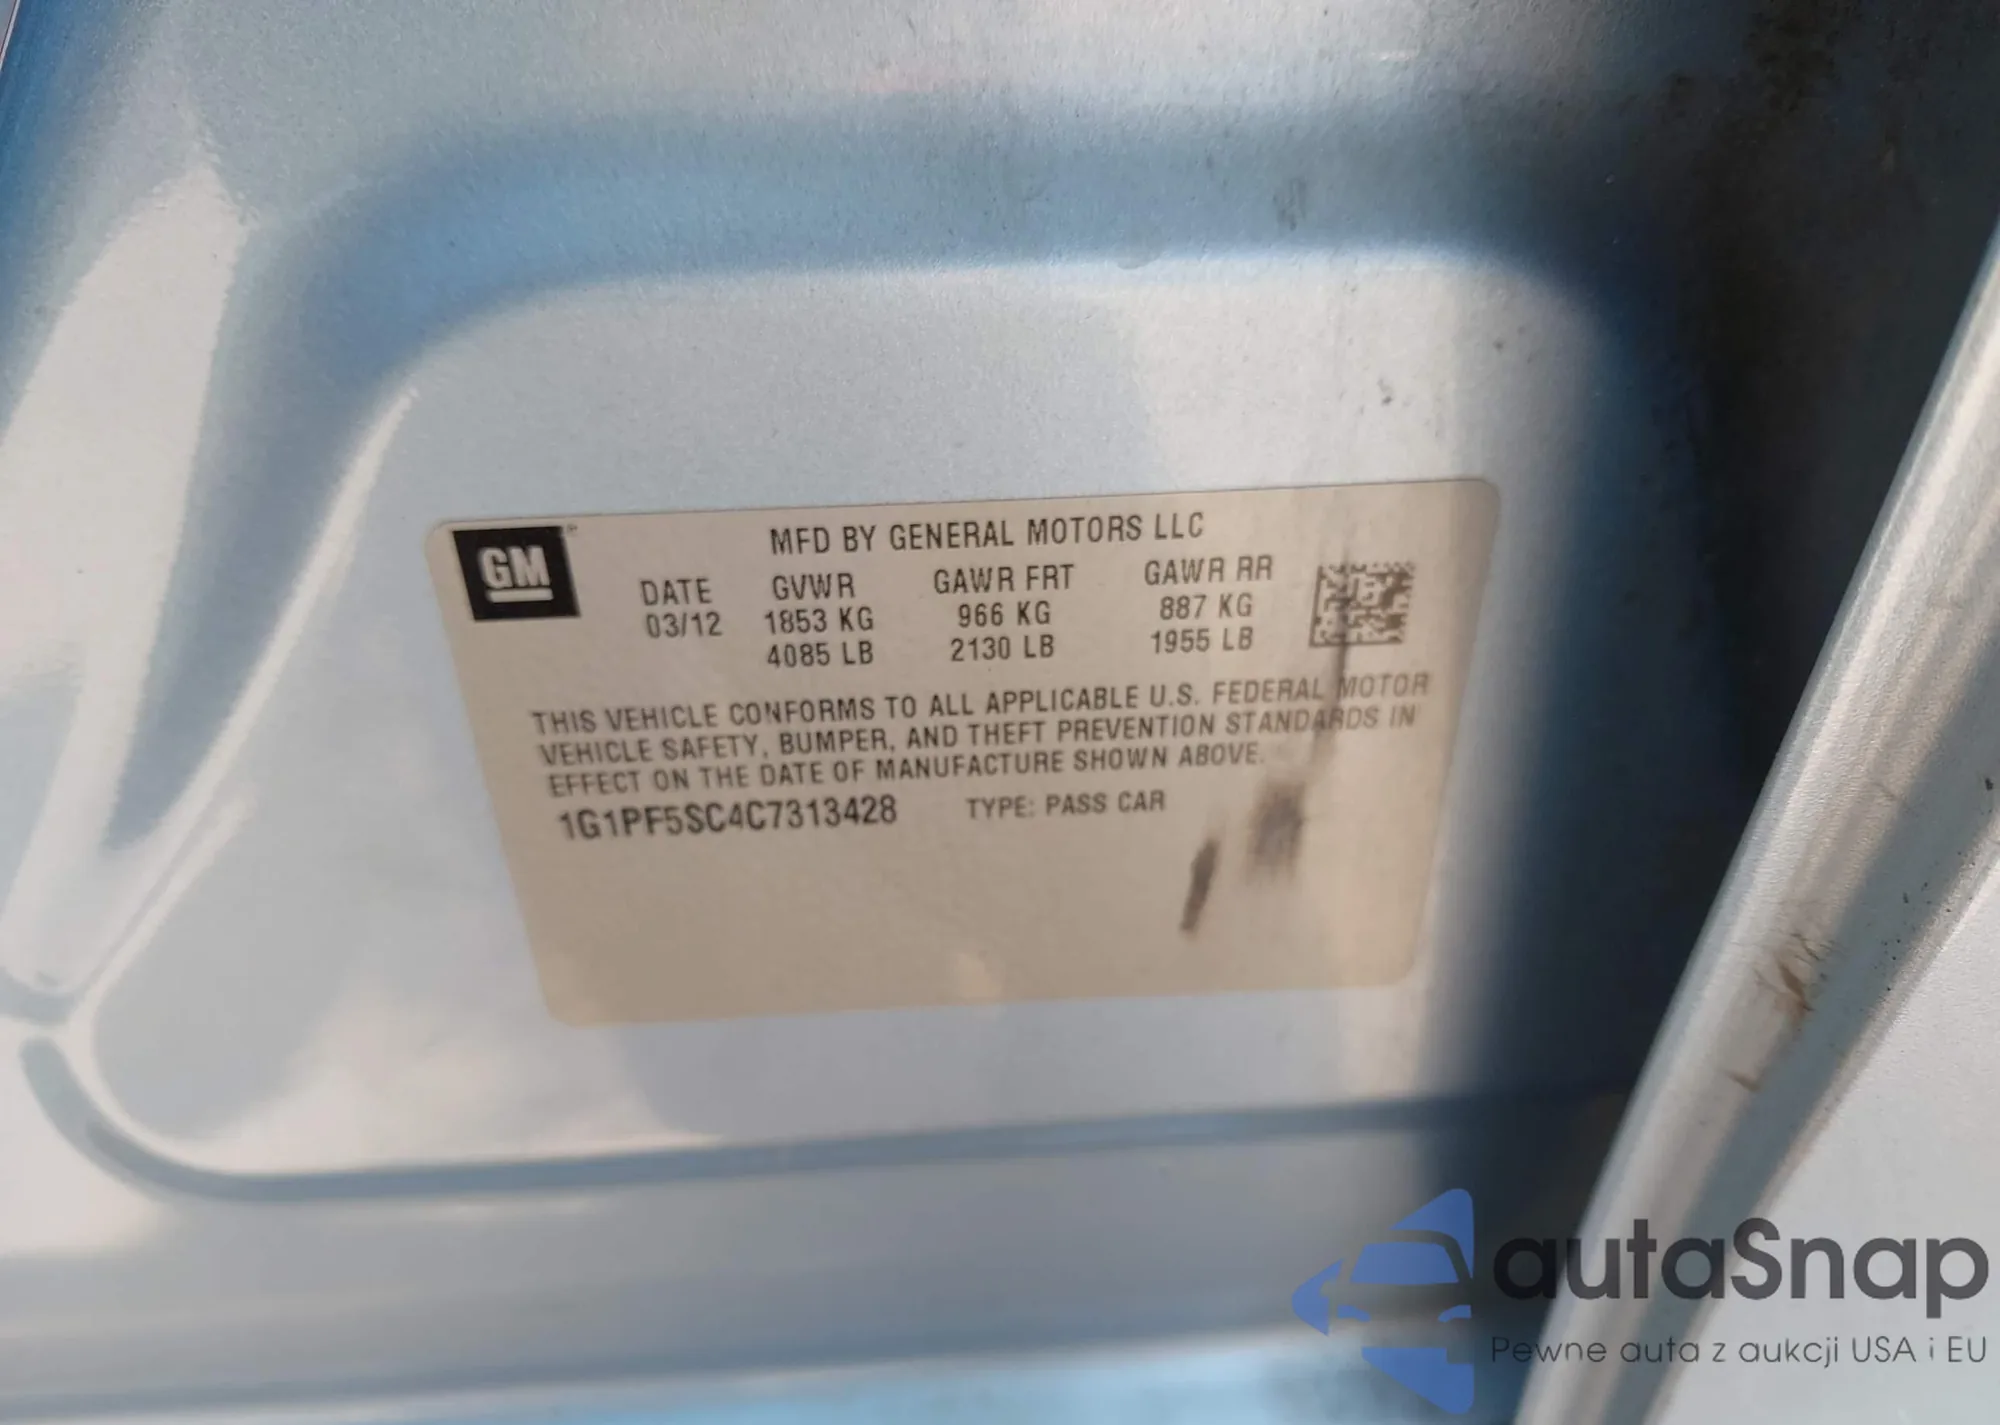 GM
MFD BY GENERAL MOTORS LLC
DATE GVWR GAWR FRT GAWR RR
03/12 1853 KG 966 KG 887 KG
4085 LB 2130 LB 1955 LB
THIS VEHICLE CONFORMS TO ALL APPLICABLE U.S. FEDERAL MOTOR
VEHICLE SAFETY, BUMPER, AND THEFT PREVENTION STANDARDS IN
EFFECT ON THE DATE OF MANUFACTURE SHOWN ABOVE.
1G1PF5SC4C7313428 TYPE: PASS CAR
autaSnap
Pewne auta z aukcji USA i EU